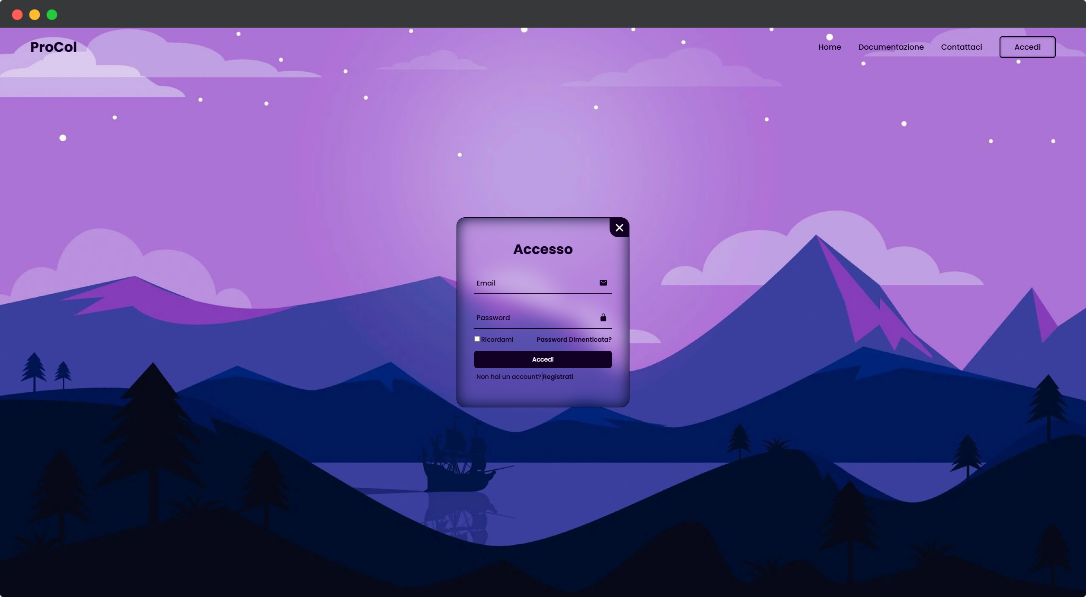 ProCol
Home Documentazione Contattaci Accedi
Accesso
Email
Password
Ricordami Password Dimenticata?
Accedi
Non hai un account? Registrati